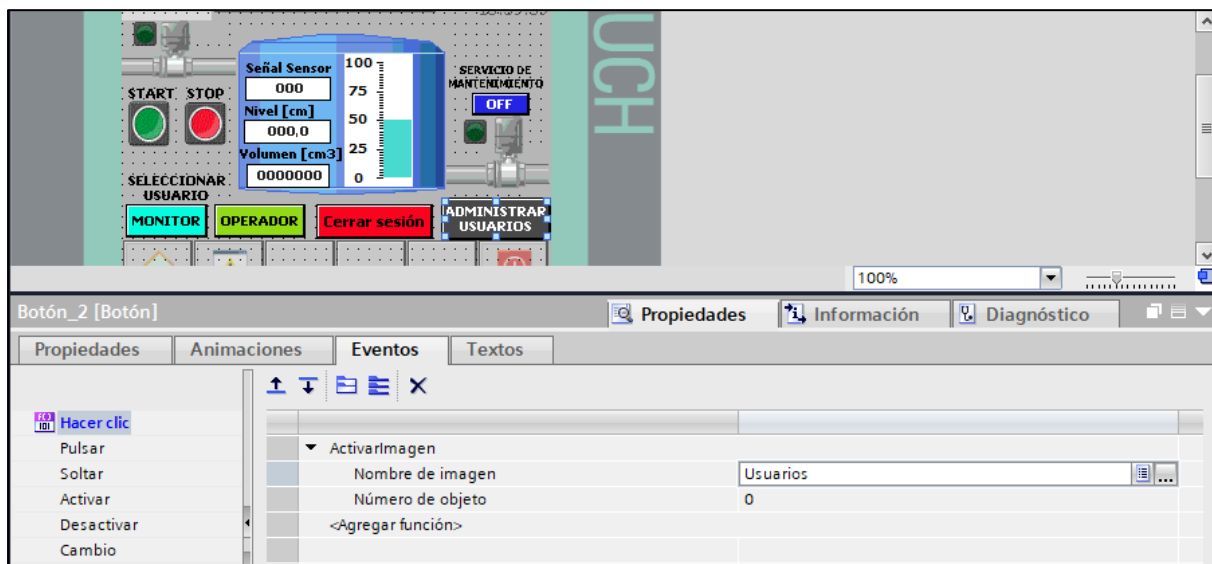 UCH
Señal Sensor
000
Nivel [cm]
000,0
Volumen [cm3]
0000000
100
75
50
25
0
START STOP
SERVICIO DE
MANTENIMIENTO
OFF
SELECCIONAR
USUARIO
MONITOR OPERADOR Cerrar sesión ADMINISTRAR
USUARIOS
100%
Botón_2 [Botón] Propiedades Información Diagnóstico
Propiedades Animaciones Eventos Textos
Hacer clic
Pulsar
Soltar
Activar
Desactivar
Cambio
ActivarImagen
Nombre de imagen Usuarios
Número de objeto 0
<Agregar función>